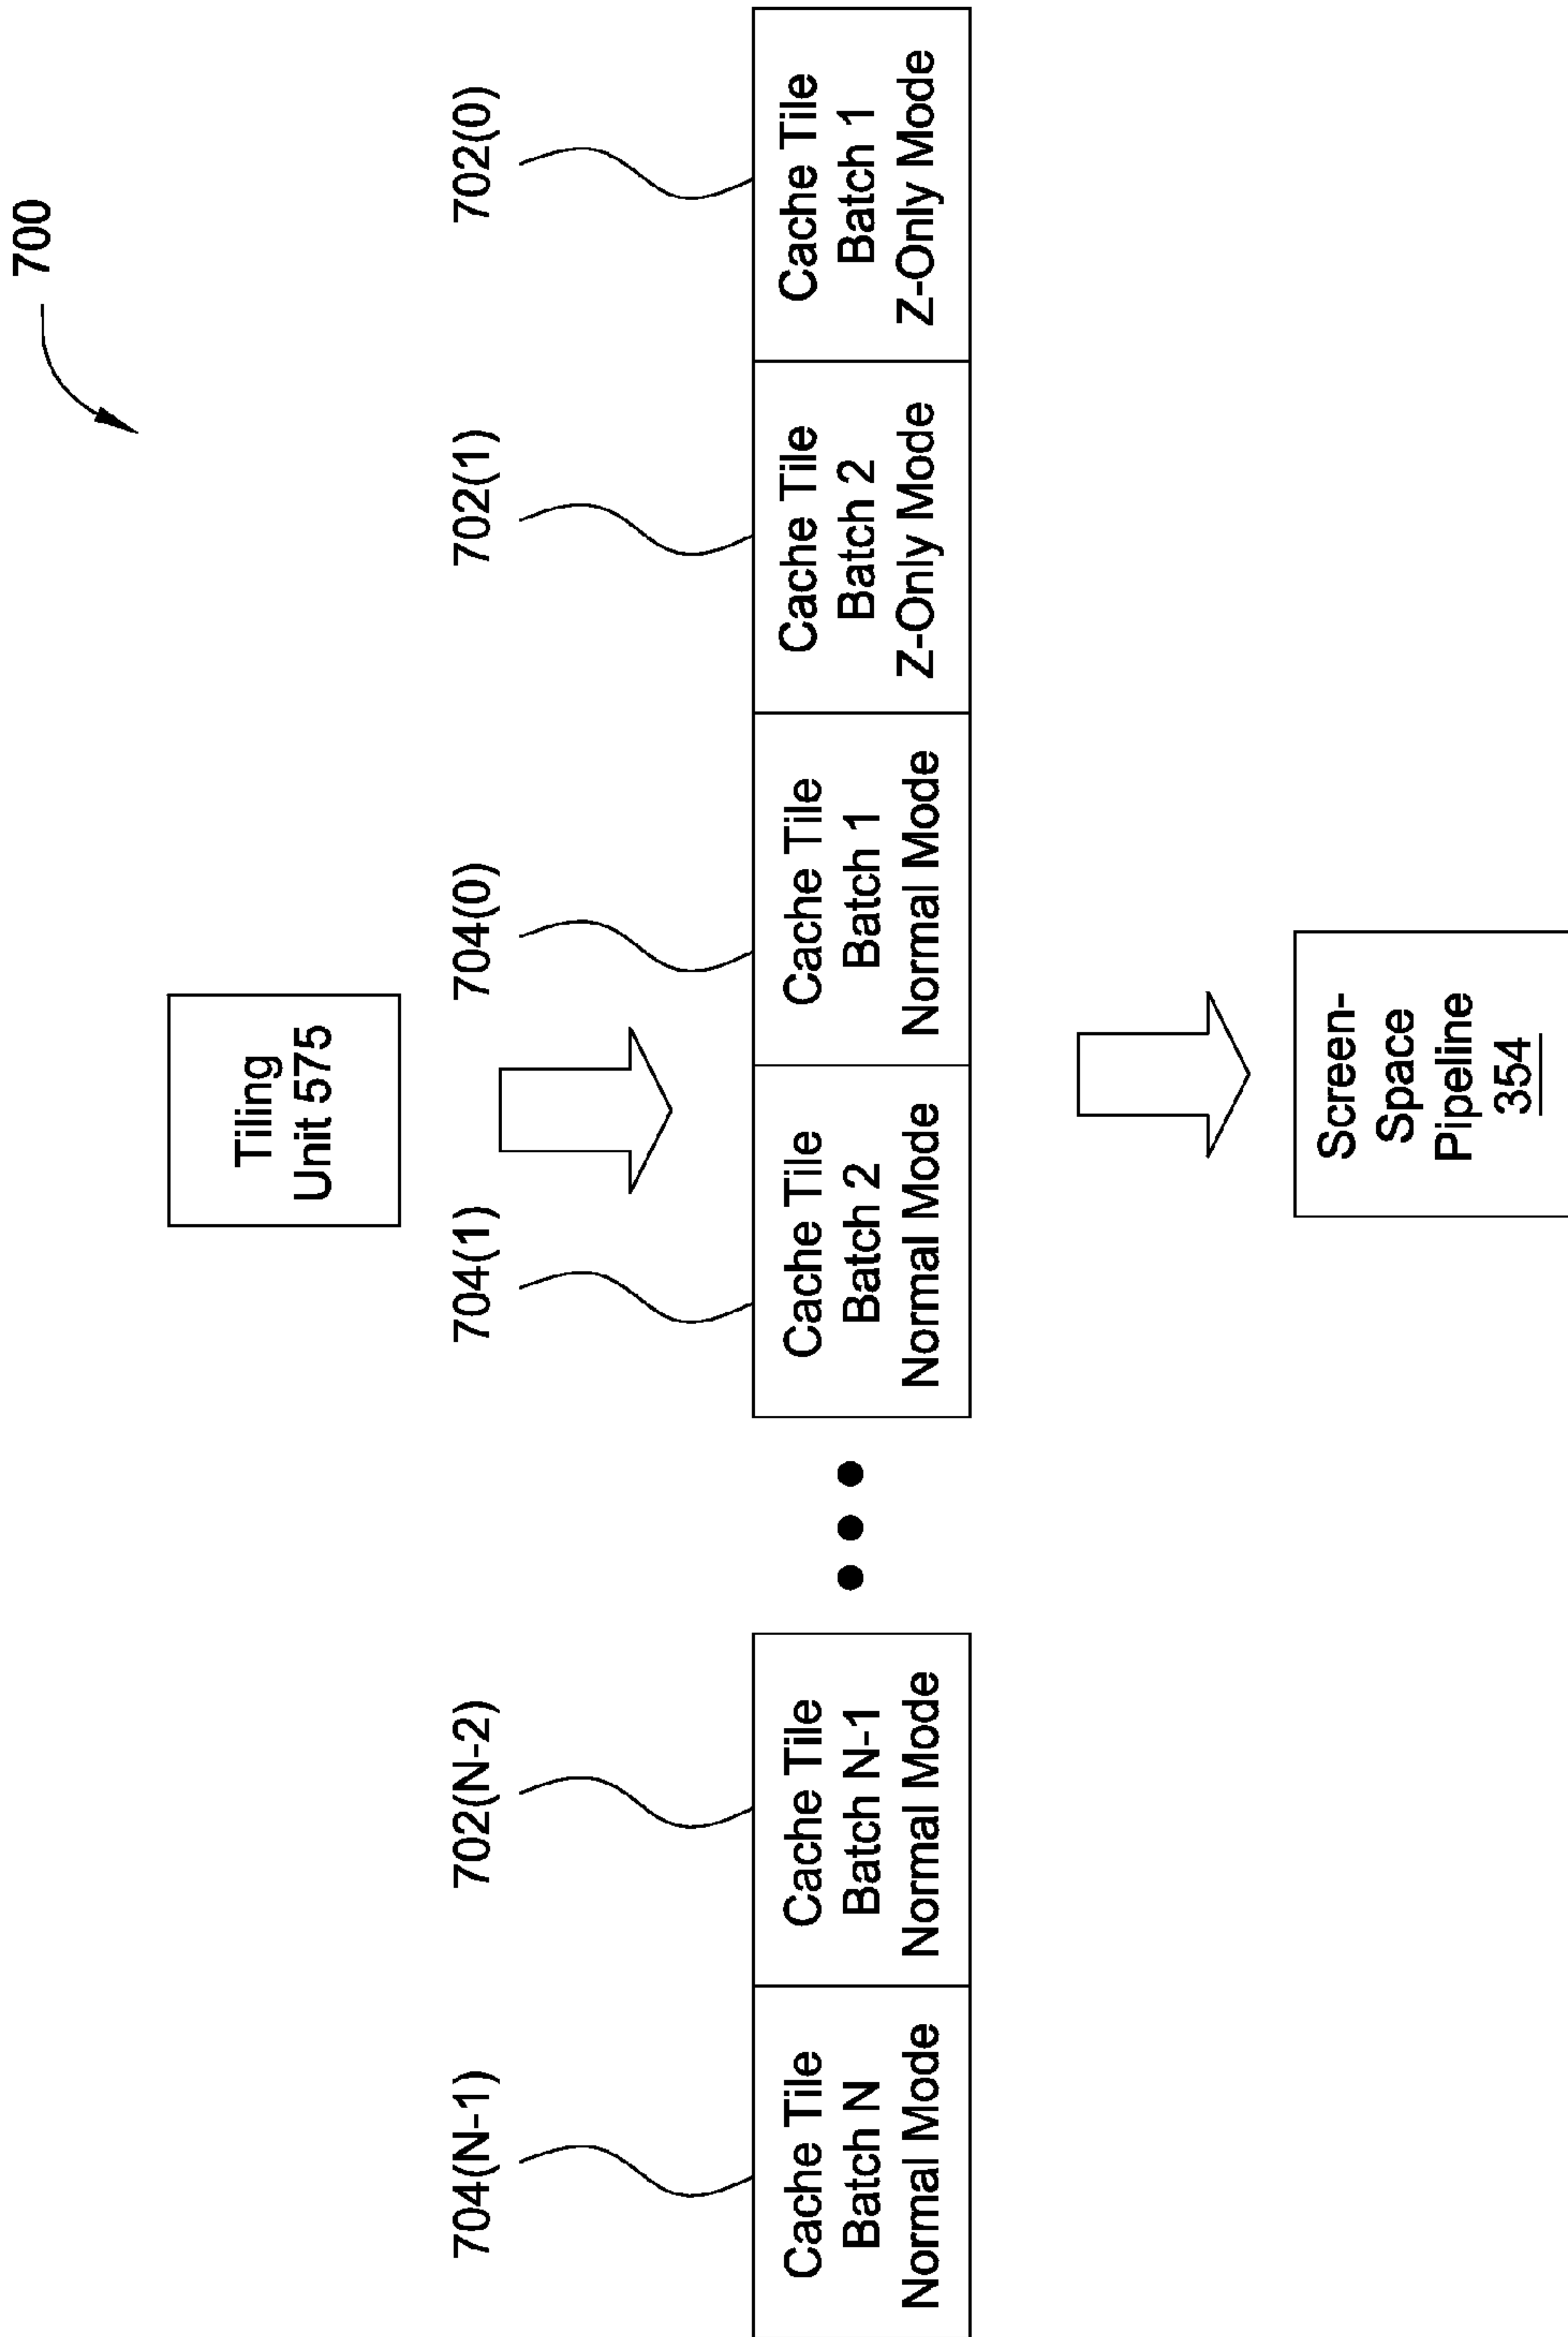 700
Tiling
Unit 575
704(N-1)
702(N-2)
704(1)
704(0)
702(1)
702(0)
Cache Tile
Batch N
Normal Mode
Cache Tile
Batch N-1
Normal Mode
Cache Tile
Batch 2
Normal Mode
Cache Tile
Batch 1
Normal Mode
Cache Tile
Batch 2
Z-Only Mode
Cache Tile
Batch 1
Z-Only Mode
Screen-
Space
Pipeline
354